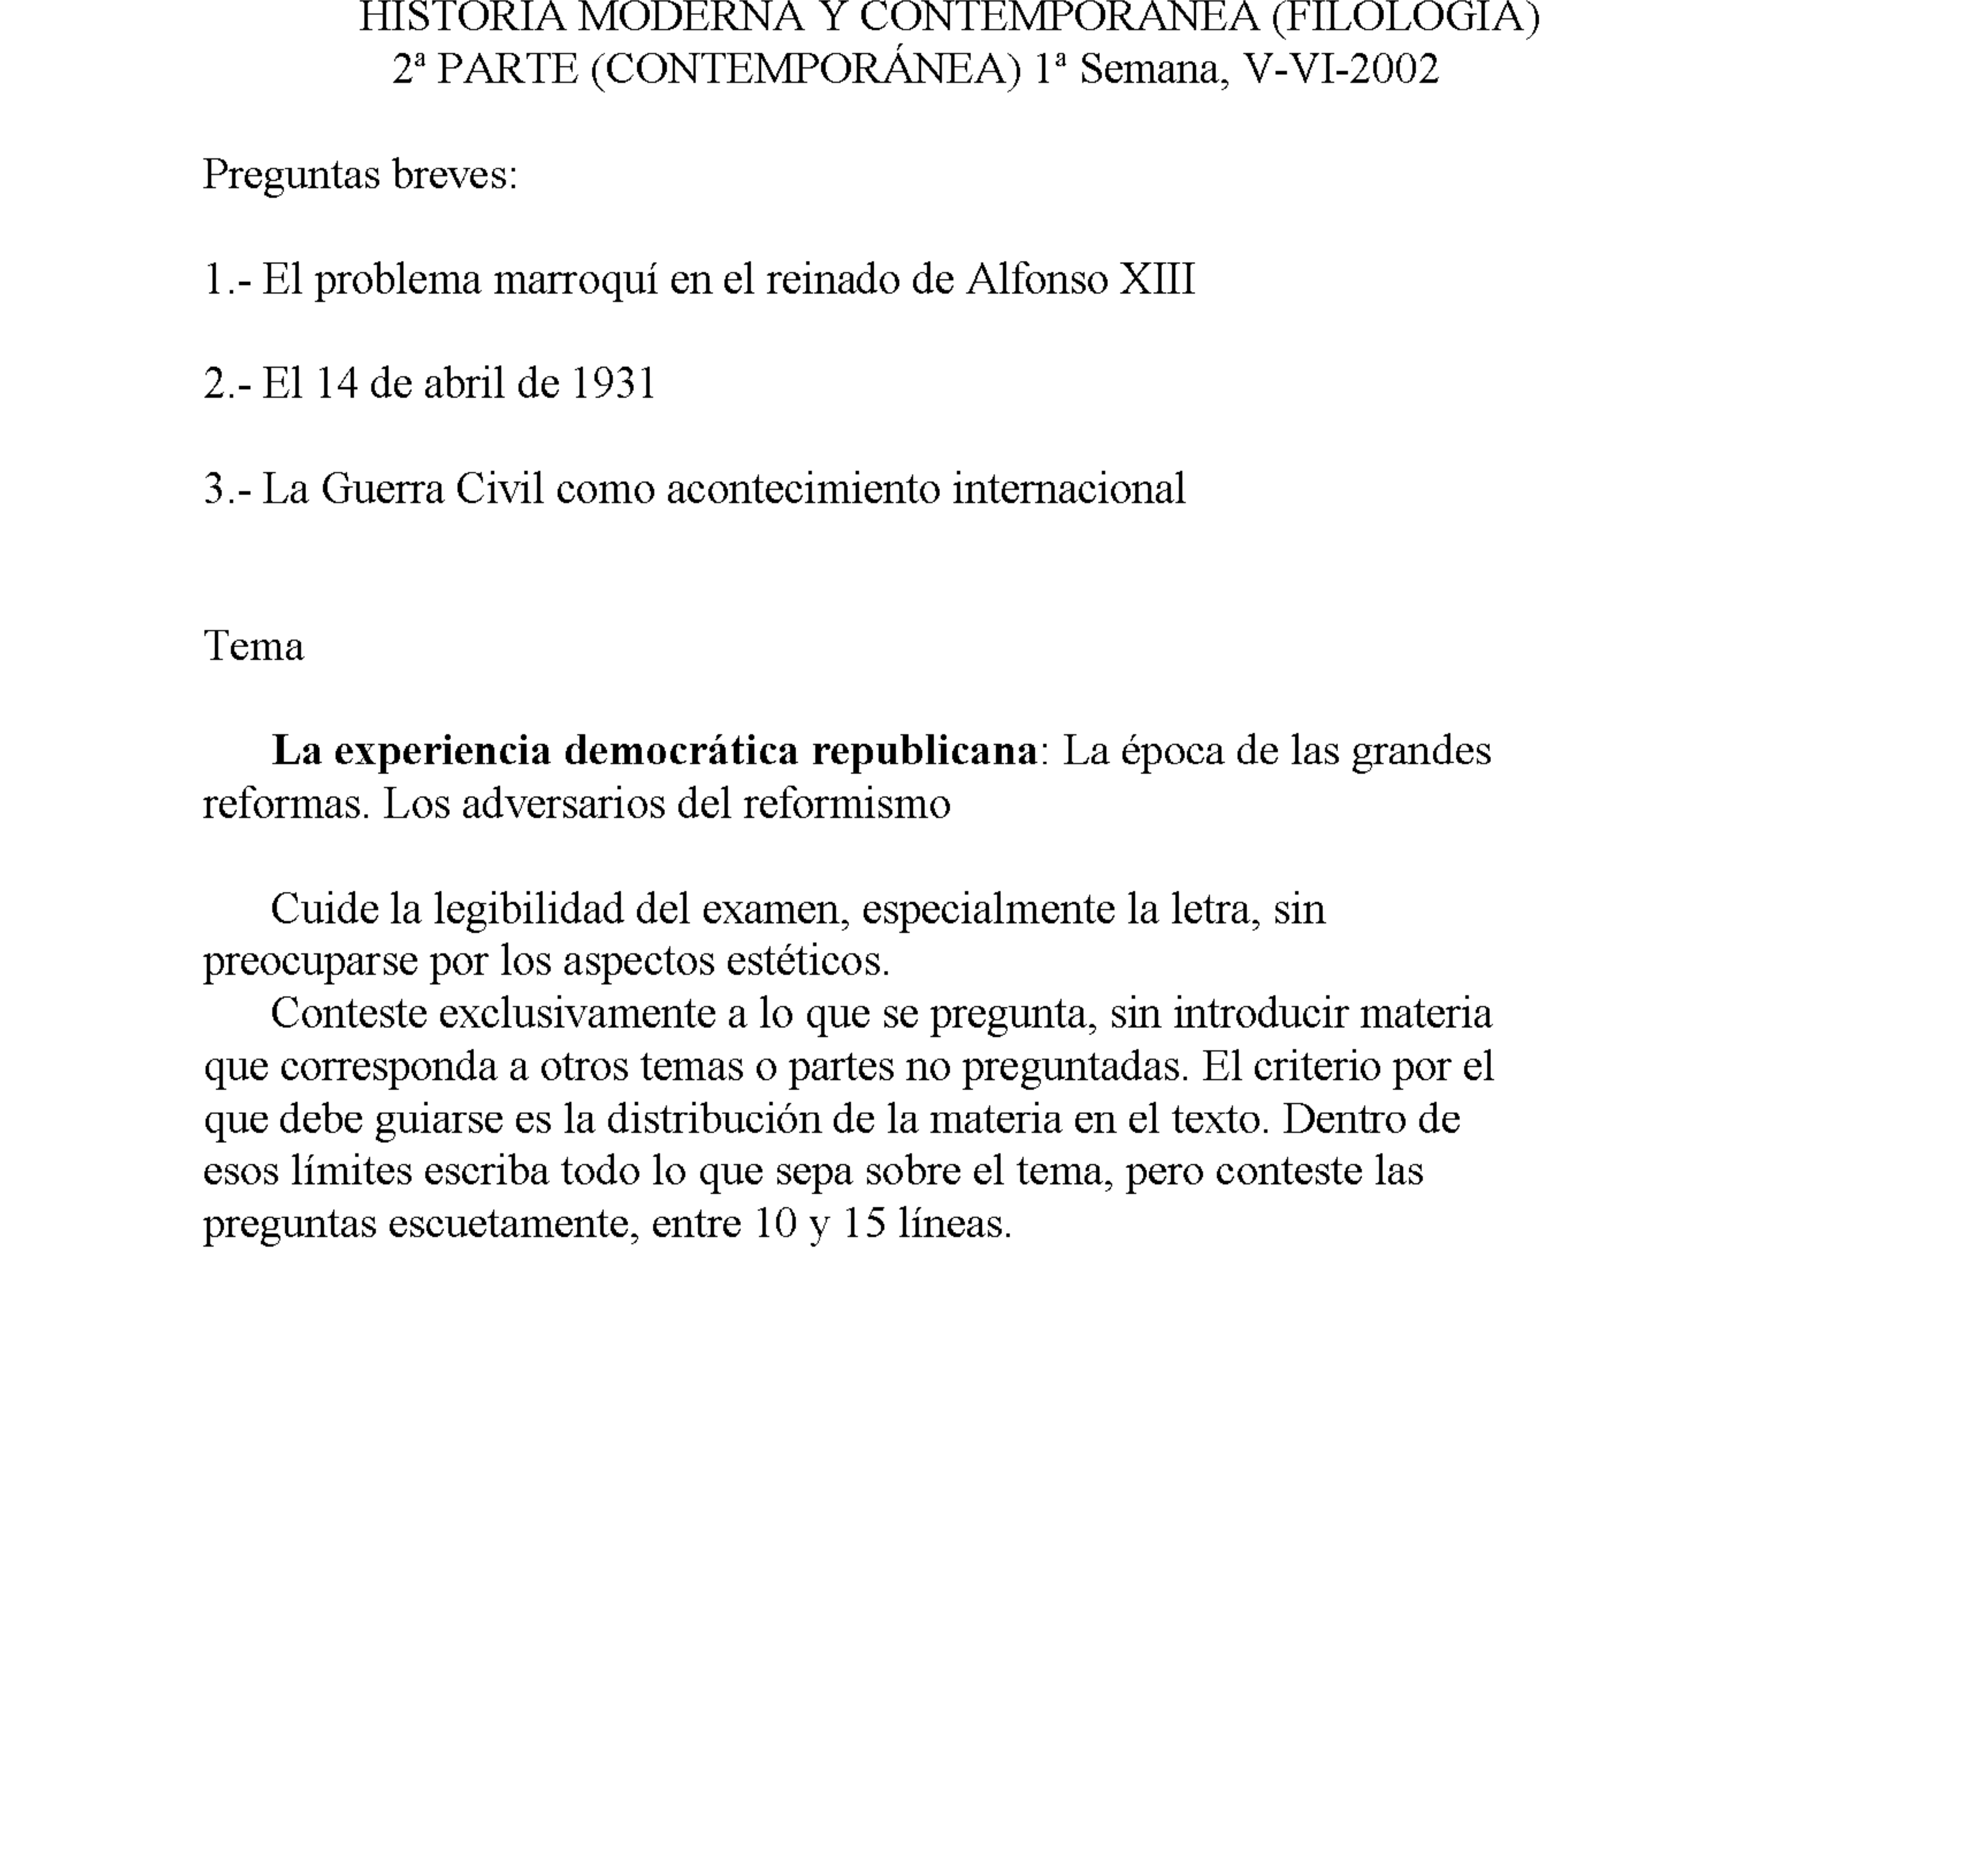 HISTORIA MODERNA Y CONTEMPORÁNEA (FILOLOGÍA)
2ª PARTE (CONTEMPORÁNEA) 1ª Semana, V-VI-2002
Preguntas breves:
1.- El problema marroquí en el reinado de Alfonso XIII
2.- El 14 de abril de 1931
3.- La Guerra Civil como acontecimiento internacional
Tema
La experiencia democrática republicana: La época de las grandes
reformas. Los adversarios del reformismo
Cuide la legibilidad del examen, especialmente la letra, sin
preocuparse por los aspectos estéticos.
Conteste exclusivamente a lo que se pregunta, sin introducir materia
que corresponda a otros temas o partes no preguntadas. El criterio por el
que debe guiarse es la distribución de la materia en el texto. Dentro de
esos límites escriba todo lo que sepa sobre el tema, pero conteste las
preguntas escuetamente, entre 10 y 15 líneas.